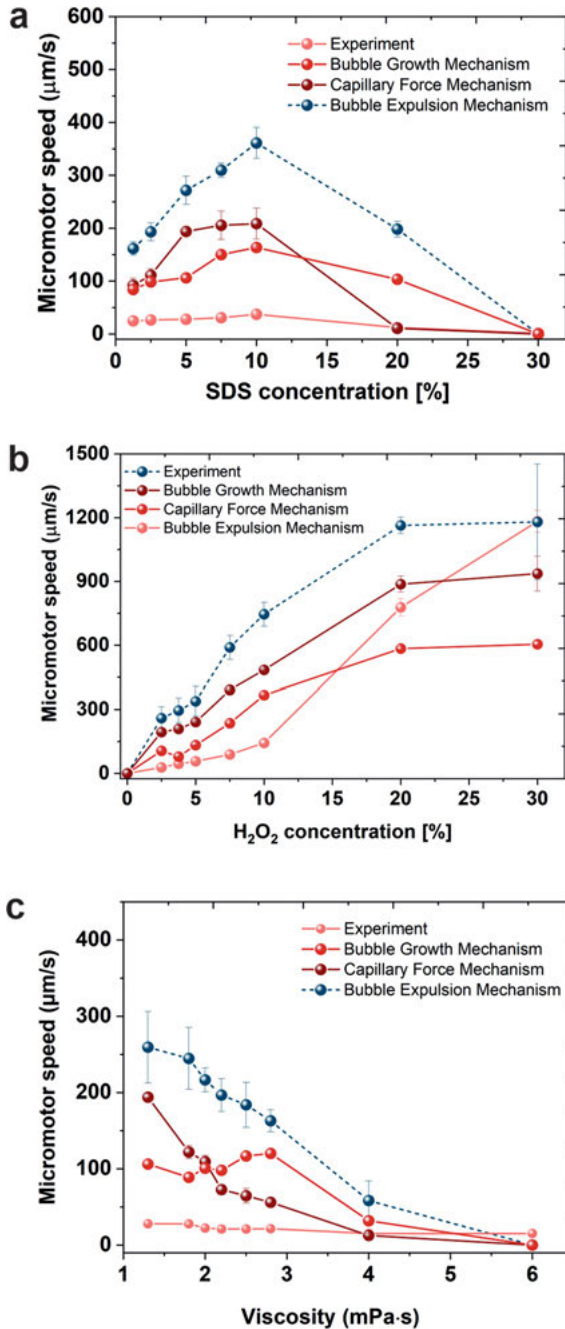 a
600
500
400
300
200
100
0
Micromotor speed (μm/s)
Experiment
Bubble Growth Mechanism
Capillary Force Mechanism
Bubble Expulsion Mechanism
0 5 10 15 20 25 30
SDS concentration [%]
b
1500
1200
900
600
300
0
Micromotor speed (μm/s)
Experiment
Bubble Growth Mechanism
Capillary Force Mechanism
Bubble Expulsion Mechanism
0 5 10 15 20 25 30
H₂O₂ concentration [%]
c
400
300
200
100
0
Micromotor speed (μm/s)
Experiment
Bubble Growth Mechanism
Capillary Force Mechanism
Bubble Expulsion Mechanism
1 2 3 4 5 6
Viscosity (mPa·s)